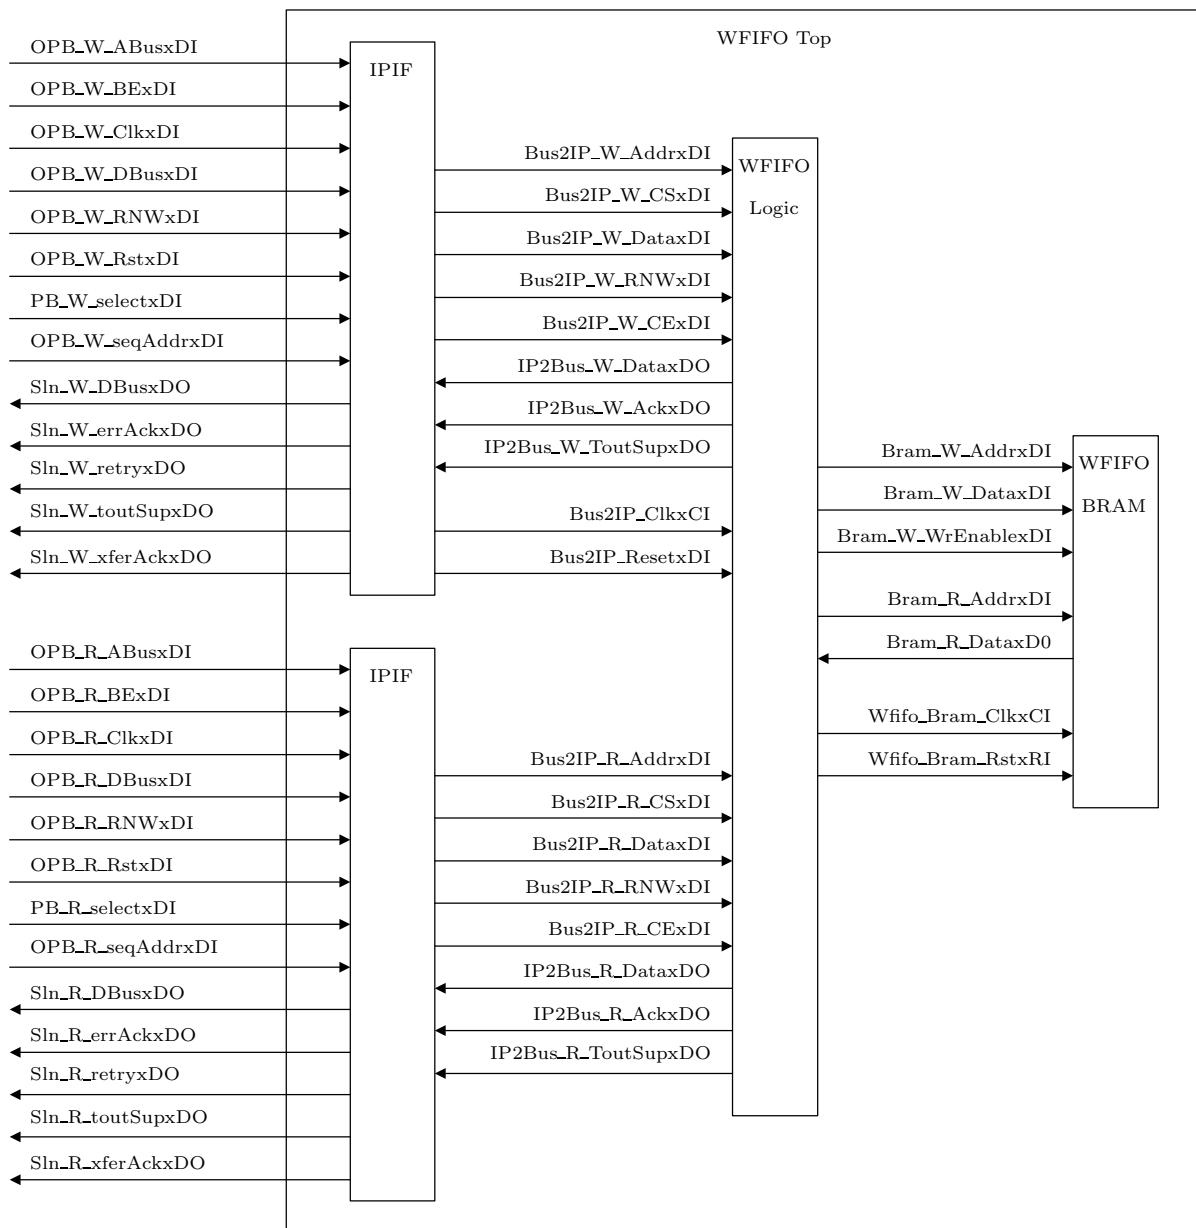 WFIFO Top
OPB_W_ABusxDI
OPB_W_BExDI
OPB_W_ClkxDI
OPB_W_DBusxDI
OPB_W_RNWxDI
OPB_W_RstxDI
PB_W_selectxDI
OPB_W_seqAddrxDI
Sln_W_DBusxDO
Sln_W_errAckxDO
Sln_W_retryxDO
Sln_W_toutSupxDO
Sln_W_xferAckxDO
IPIF
Bus2IP_W_AddrxDI
Bus2IP_W_CSxDI
Bus2IP_W_DataxDI
Bus2IP_W_RNWxDI
Bus2IP_W_CExDI
IP2Bus_W_DataxDO
IP2Bus_W_AckxDO
IP2Bus_W_ToutSupxDO
Bus2IP_ClkxCI
Bus2IP_ResetxDI
WFIFO
Logic
Bram_W_AddrxDI
Bram_W_DataxDI
Bram_W_WrEnablexDI
Bram_R_AddrxDI
Bram_R_DataxD0
Wfifo_Bram_ClkxCI
Wfifo_Bram_RstxRI
WFIFO
BRAM
OPB_R_ABusxDI
OPB_R_BExDI
OPB_R_ClkxDI
OPB_R_DBusxDI
OPB_R_RNWxDI
OPB_R_RstxDI
PB_R_selectxDI
OPB_R_seqAddrxDI
Sln_R_DBusxDO
Sln_R_errAckxDO
Sln_R_retryxDO
Sln_R_toutSupxDO
Sln_R_xferAckxDO
IPIF
Bus2IP_R_AddrxDI
Bus2IP_R_CSxDI
Bus2IP_R_DataxDI
Bus2IP_R_RNWxDI
Bus2IP_R_CExDI
IP2Bus_R_DataxDO
IP2Bus_R_AckxDO
IP2Bus_R_ToutSupxDO